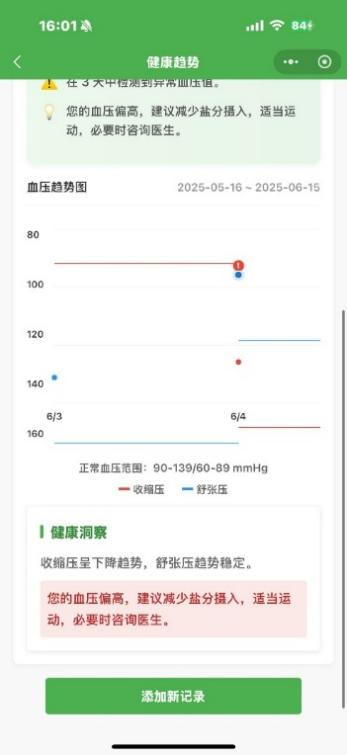 16:01
84
健康趋势
在 3 天中检测到异常血压值。
您的血压偏高，建议减少盐分摄入，适当运
动，必要时咨询医生。
血压趋势图 2025-05-16 ~ 2025-06-15
80
100
120
140
6/3 6/4
160
正常血压范围：90-139/60-89 mmHg
收缩压 舒张压
健康洞察
收缩压呈下降趋势，舒张压趋势稳定。
您的血压偏高，建议减少盐分摄入，适当运
动，必要时咨询医生。
添加新记录